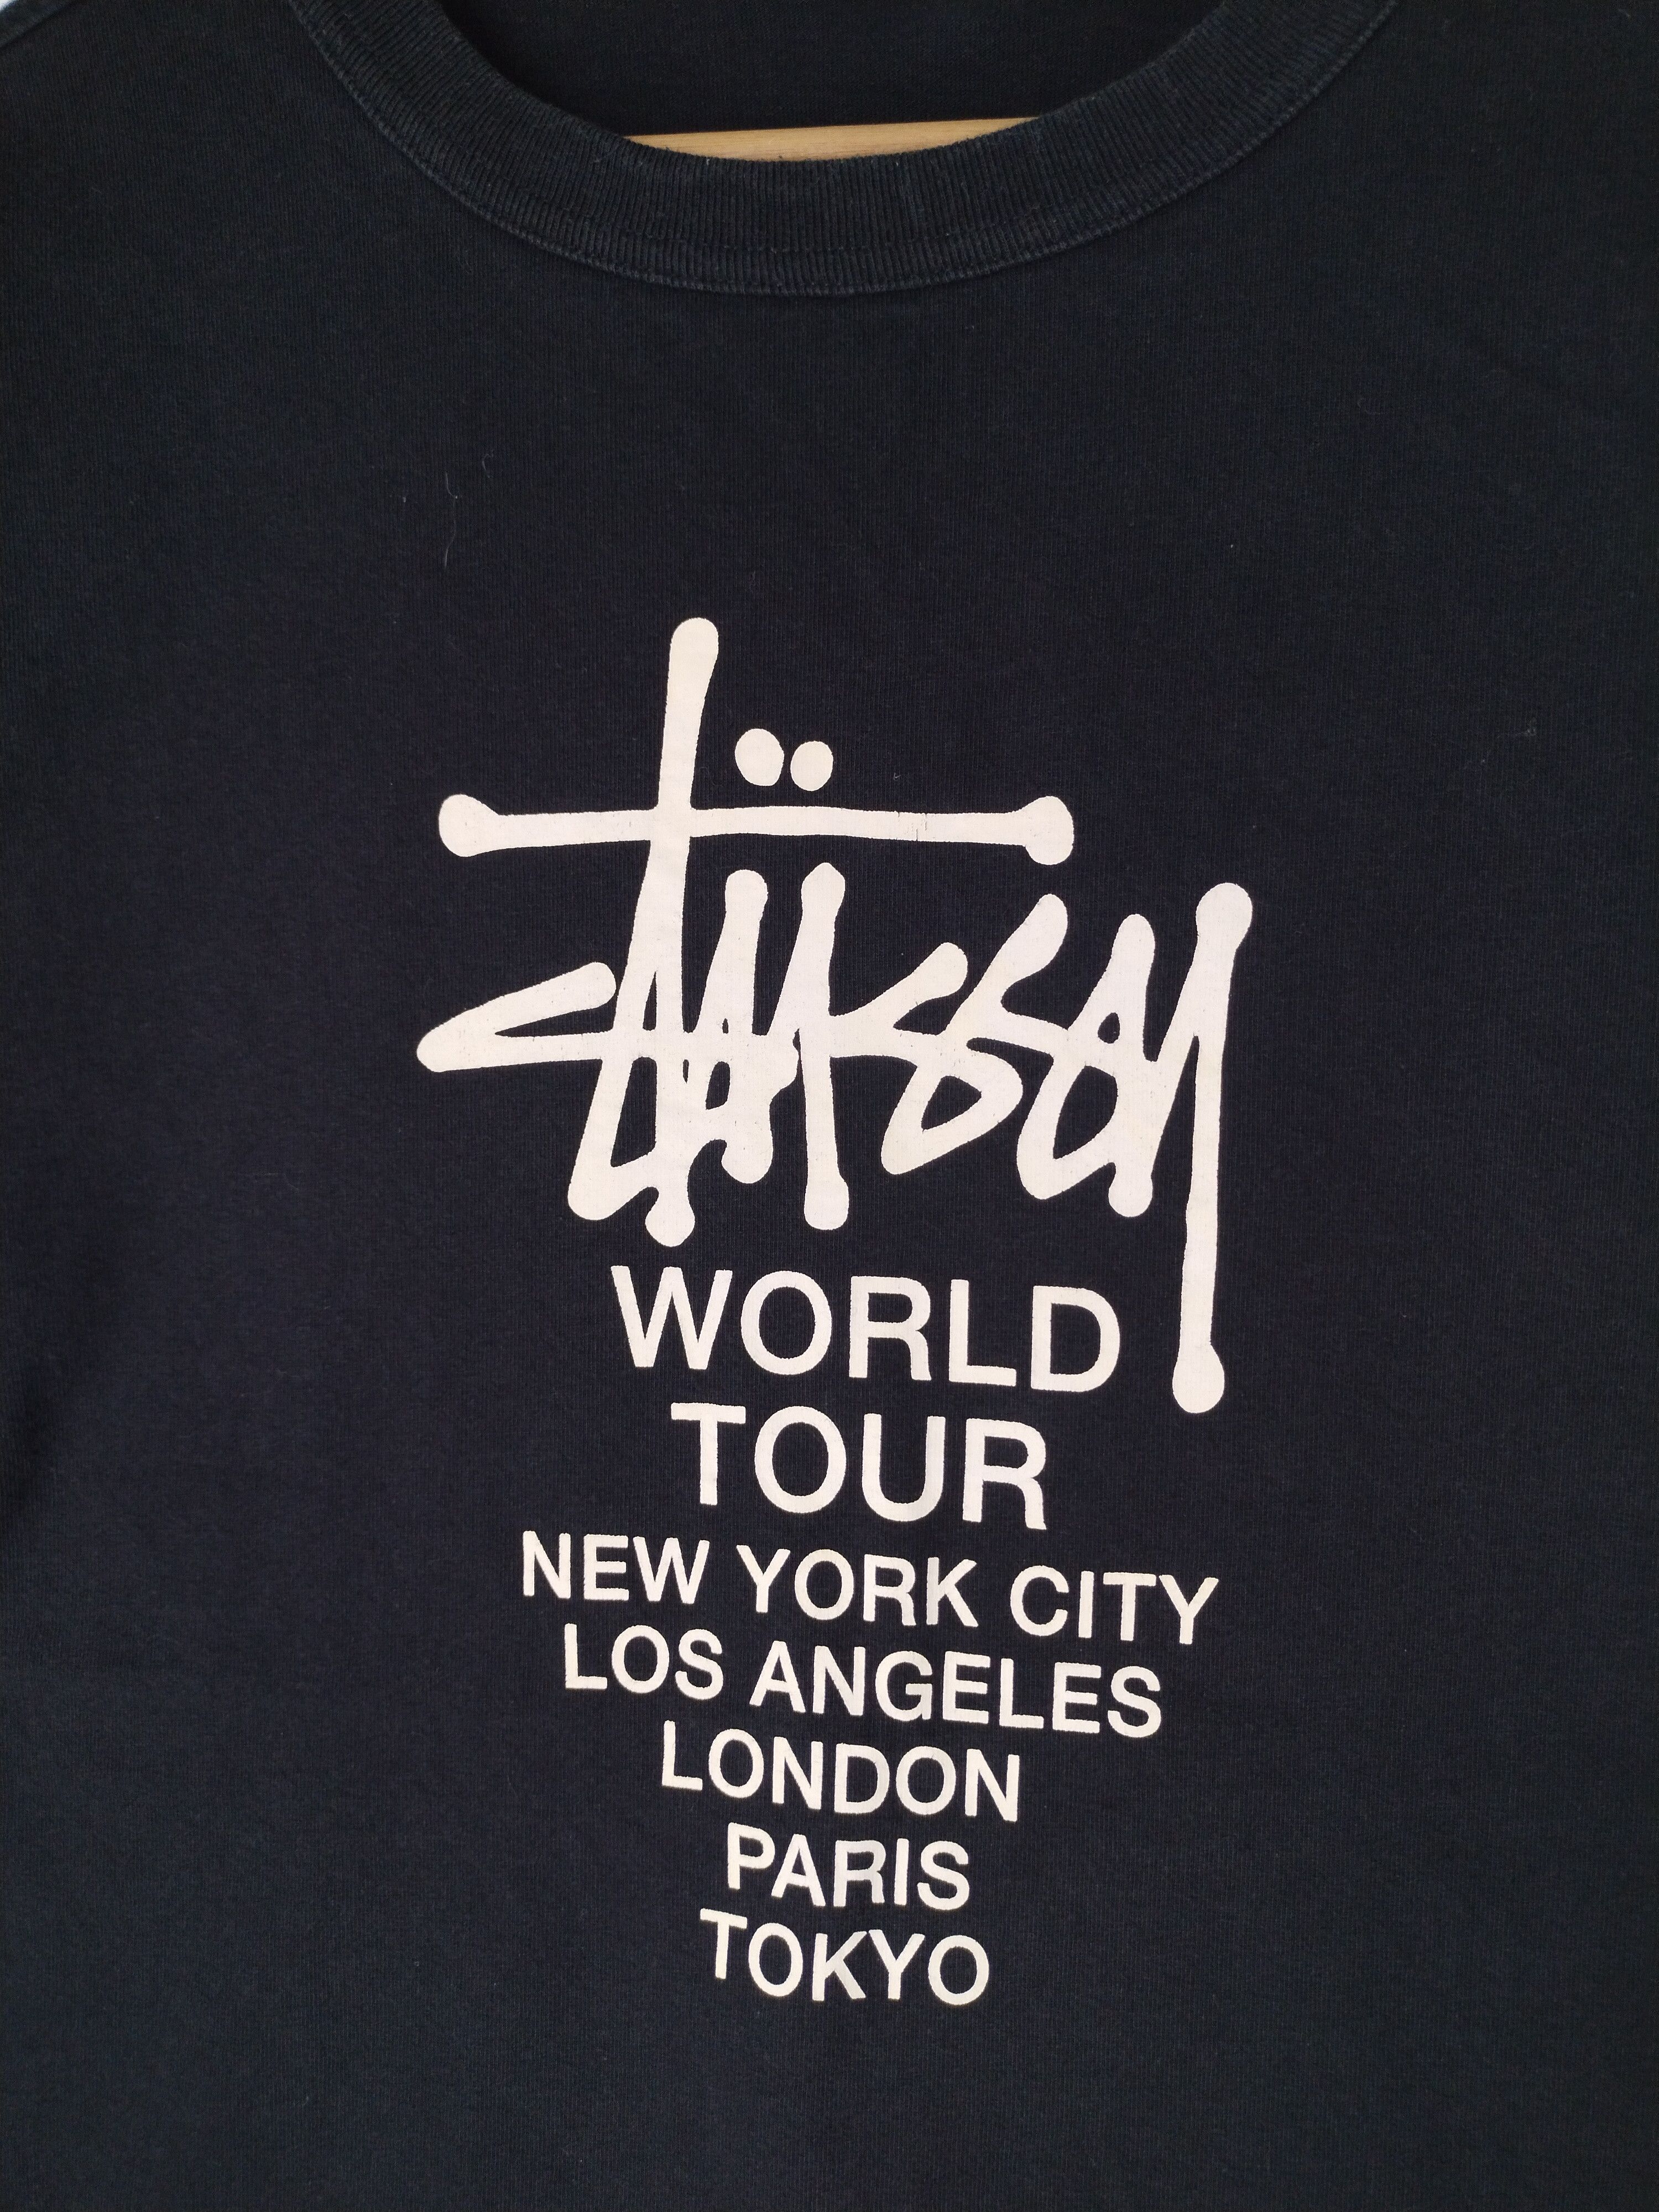 Stüssy
WORLD
TOUR
NEW YORK CITY
LOS ANGELES
LONDON
PARIS
TOKYO